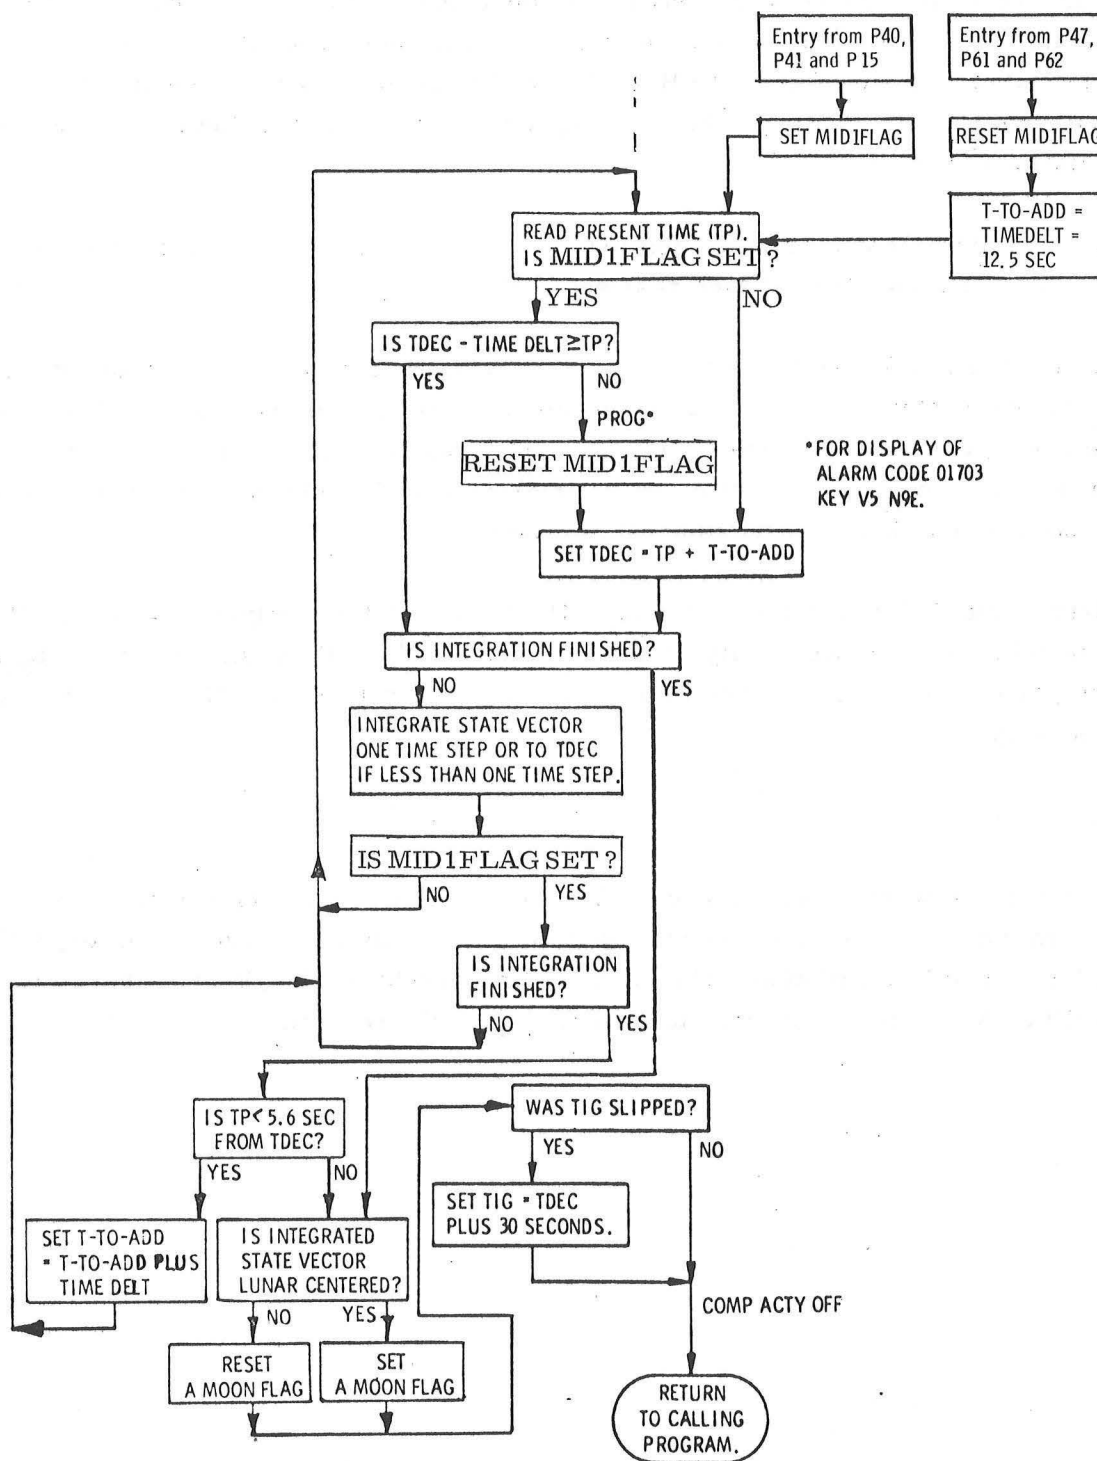 Entry from P40,
P41 and P15
Entry from P47,
P61 and P62
SET MID1FLAG
RESET MID1FLAG
T-TO-ADD =
TIMEDELT =
12.5 SEC
READ PRESENT TIME (TP).
IS MID1FLAG SET ?
YES
NO
IS TDEC - TIME DELT ≥ TP?
YES
NO
PROG*
RESET MID1FLAG
*FOR DISPLAY OF
ALARM CODE 01703
KEY V5 N9E.
SET TDEC = TP + T-TO-ADD
IS INTEGRATION FINISHED?
NO
YES
INTEGRATE STATE VECTOR
ONE TIME STEP OR TO TDEC
IF LESS THAN ONE TIME STEP.
IS MID1FLAG SET ?
NO
YES
IS INTEGRATION
FINISHED?
NO
YES
IS TP < 5.6 SEC
FROM TDEC?
YES
NO
WAS TIG SLIPPED?
YES
NO
SET TIG = TDEC
PLUS 30 SECONDS.
SET T-TO-ADD
= T-TO-ADD PLUS
TIME DELT
IS INTEGRATED
STATE VECTOR
LUNAR CENTERED?
NO
YES
COMP ACTY OFF
RESET
A MOON FLAG
SET
A MOON FLAG
RETURN
TO CALLING
PROGRAM.